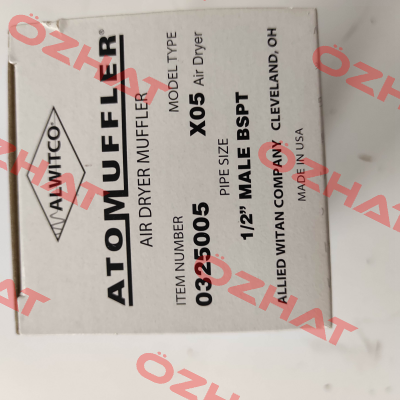 ALWITCO®
ATOMUFFLER®
AIR DRYER MUFFLER
ITEM NUMBER
0325005
MODEL TYPE
X05 Air Dryer
PIPE SIZE
1/2" MALE BSPT
ALLIED WITAN COMPANY CLEVELAND, OH
MADE IN USA
ÖZHAT
ÖZHAT
ÖZHAT
ÖZHAT
ÖZHAT
ÖZHAT